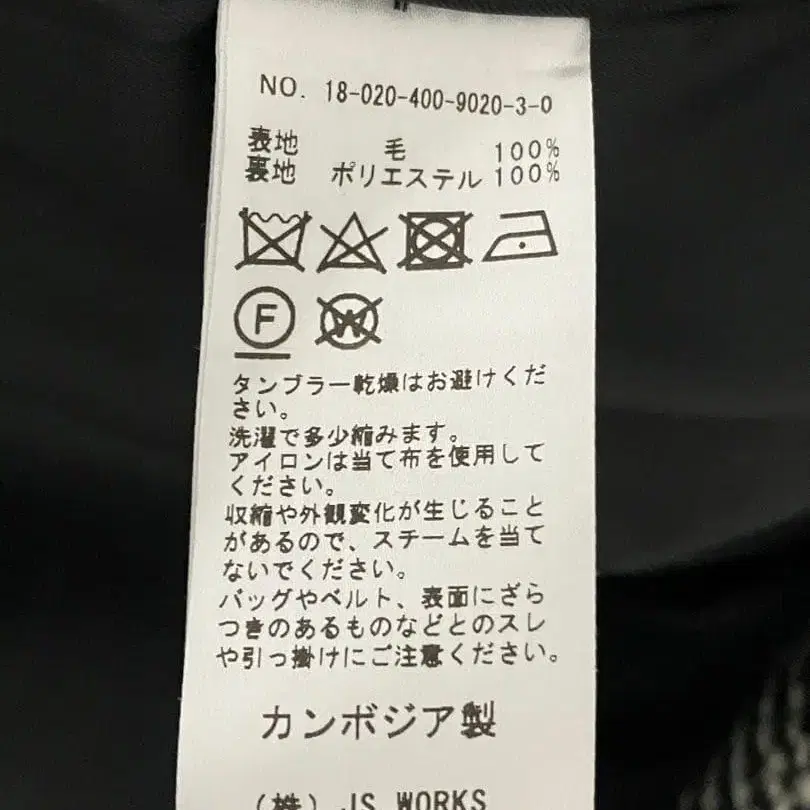 NO. 18-020-400-9020-3-0
表地 毛 100%
裏地 ポリエステル 100%
F W
タンブラー乾燥はお避けくだ
さい。
洗濯で多少縮みます。
アイロンは当て布を使用して
ください。
収縮や外観変化が生じること
があるので、スチームを当て
ないでください。
バッグやベルト、表面にざら
つきのあるものなどとのスレ
や引っ掛けにご注意ください。
カンボジア製
(株) JS WORKS